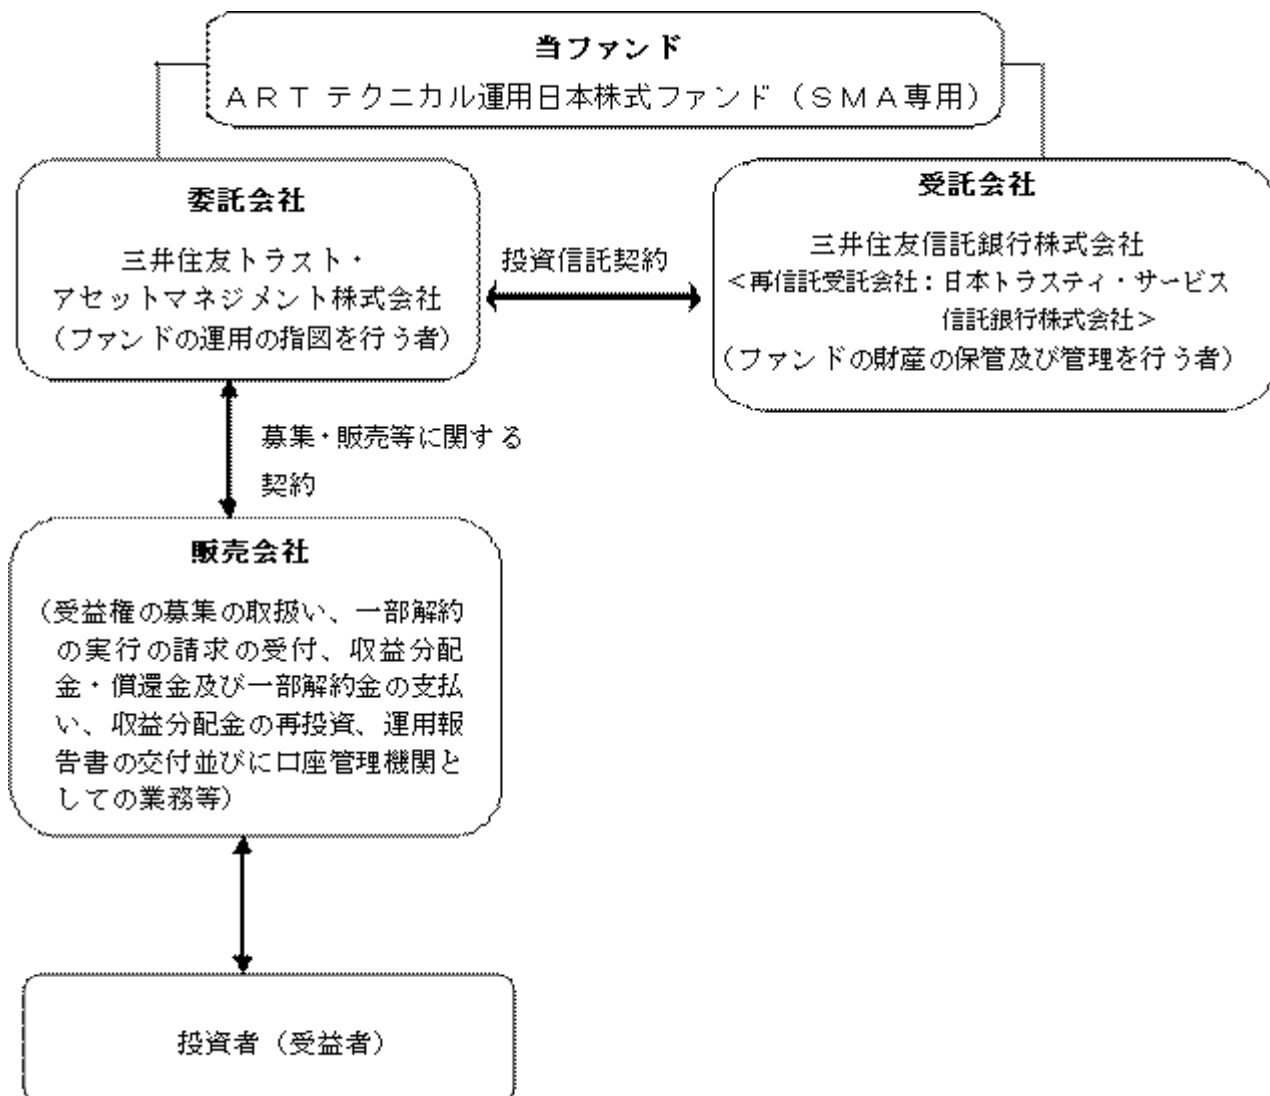 当ファンド
ＡＲＴ テクニカル運用日本株式ファンド（ＳＭＡ専用）
委託会社
三井住友トラスト・
アセットマネジメント株式会社
（ファンドの運用の指図を行う者）
投資信託契約
受託会社
三井住友信託銀行株式会社
＜再信託受託会社：日本トラスティ・サービス
信託銀行株式会社＞
（ファンドの財産の保管及び管理を行う者）
募集・販売等に関する
契約
販売会社
（受益権の募集の取扱い、一部解約
の実行の請求の受付、収益分配
金・償還金及び一部解約金の支払
い、収益分配金の再投資、運用報
告書の交付並びに口座管理機関と
しての業務等）
投資者（受益者）